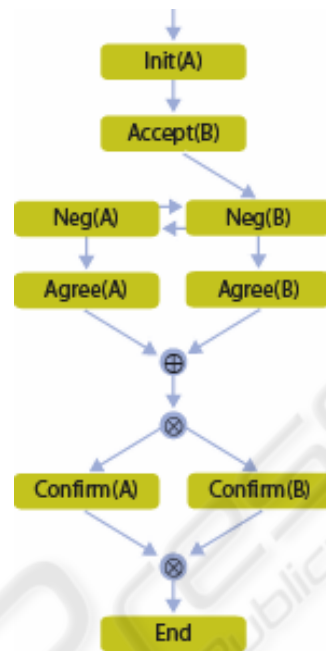 Init(A)
Accept(B)
Neg(A) Neg(B)
Agree(A) Agree(B)
⊕
⊗
Confirm(A) Confirm(B)
⊗
End